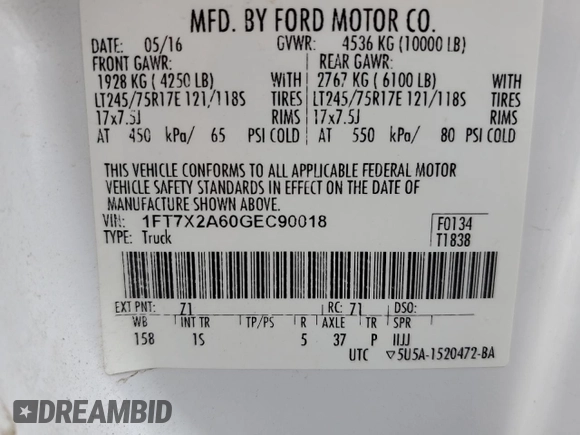 MFD. BY FORD MOTOR CO.
DATE: 05/16 GVWR: 4536 KG (10000 LB)
FRONT GAWR: REAR GAWR:
1928 KG ( 4250 LB) WITH 2767 KG ( 6100 LB) WITH
LT245/75R17E 121/118S TIRES LT245/75R17E 121/118S TIRES
17x7.5J RIMS 17x7.5J RIMS
AT 450 kPa/ 65 PSI COLD AT 550 kPa/ 80 PSI COLD
THIS VEHICLE CONFORMS TO ALL APPLICABLE FEDERAL MOTOR
VEHICLE SAFETY STANDARDS IN EFFECT ON THE DATE OF
MANUFACTURE SHOWN ABOVE.
VIN: 1FT7X2A60GEC90018 F0134
TYPE: Truck T1838
EXT PNT: Z1 RC: 71 DSO:
WB INT TR TP/PS R AXLE TR SPR
158 1S 5 37 P IIJJ
UTC ▽5U5A-1520472-BA
DREAMBID